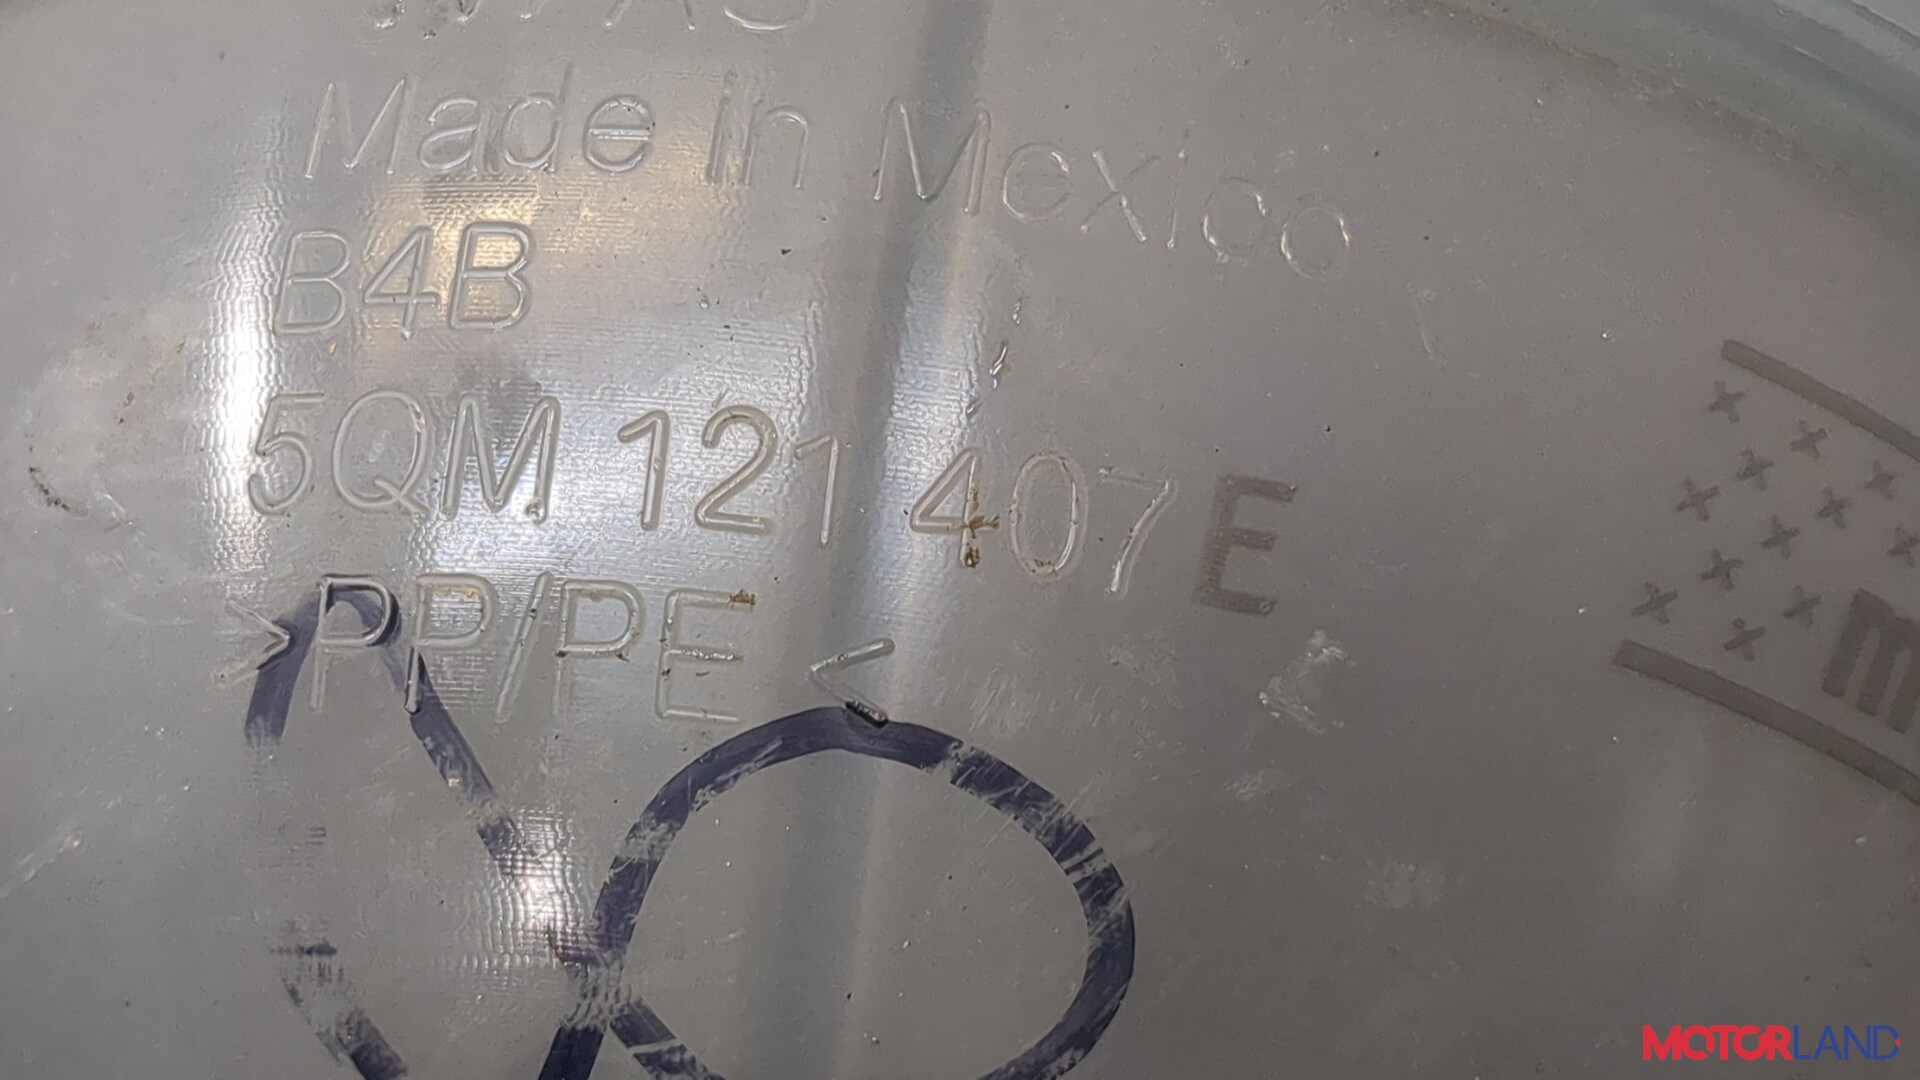 Made in Mexico
B4B
5QM 121 407 E
>PP/PE<
m
MOTORLAND